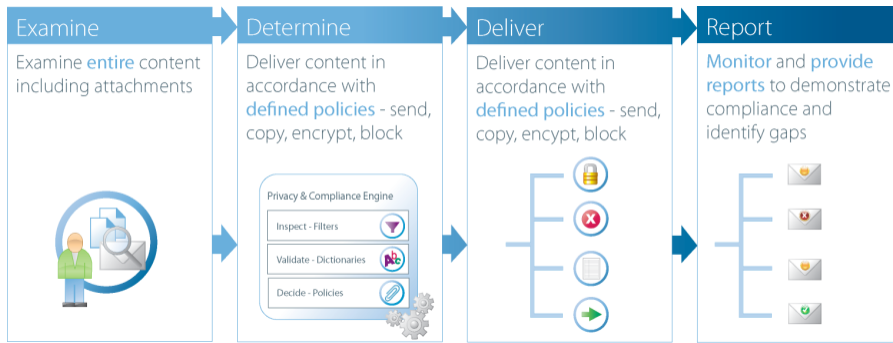 Examine
Examine entire content
including attachments
Determine
Deliver content in
accordance with
defined policies - send,
copy, encrypt, block
Privacy & Compliance Engine
Inspect - Filters
Validate - Dictionaries
Abc
Decide - Policies
Deliver
Deliver content in
accordance with
defined policies - send,
copy, encypt, block
Report
Monitor and provide
reports to demonstrate
compliance and
identify gaps